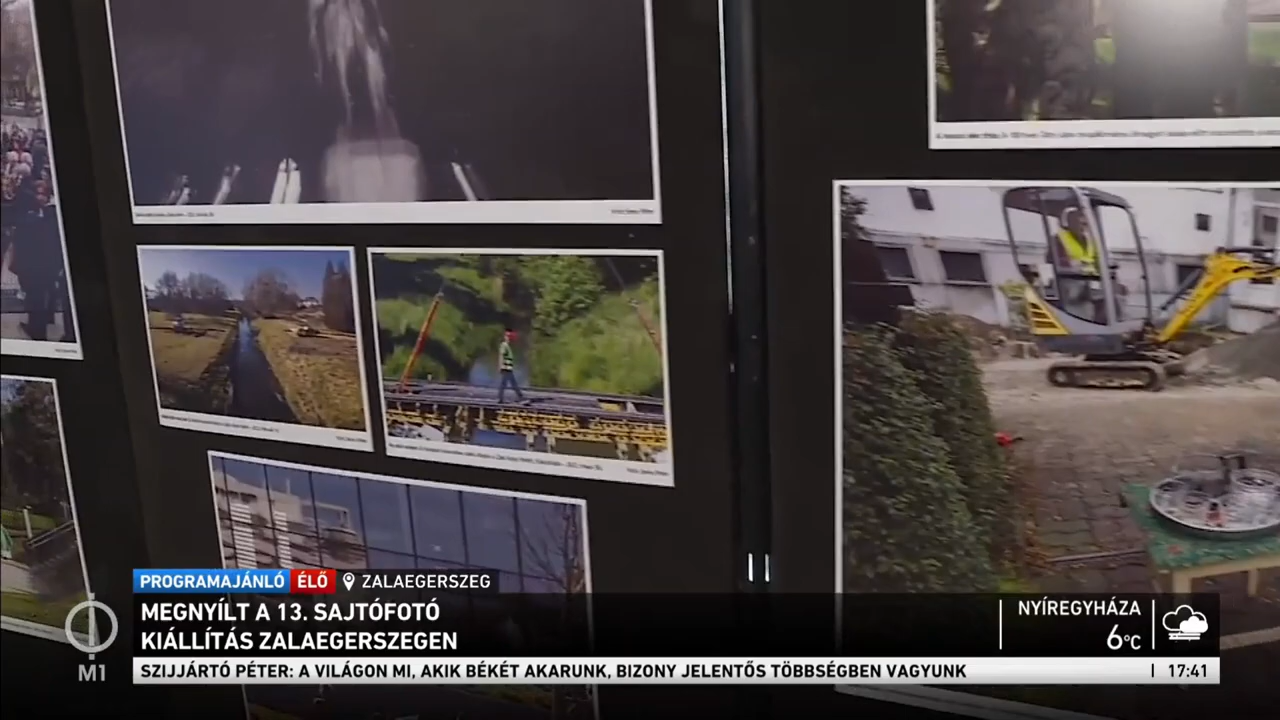 PROGRAMAJÁNLÓ ÉLŐ ZALAEGERSZEG
MEGNYÍLT A 13. SAJTÓFOTÓ
KIÁLLÍTÁS ZALAEGERSZEGEN
NYÍREGYHÁZA
6°C
M1
SZIJJÁRTÓ PÉTER: A VILÁGON MI, AKIK BÉKÉT AKARUNK, BIZONY JELENTŐS TÖBBSÉGBEN VAGYUNK
17:41